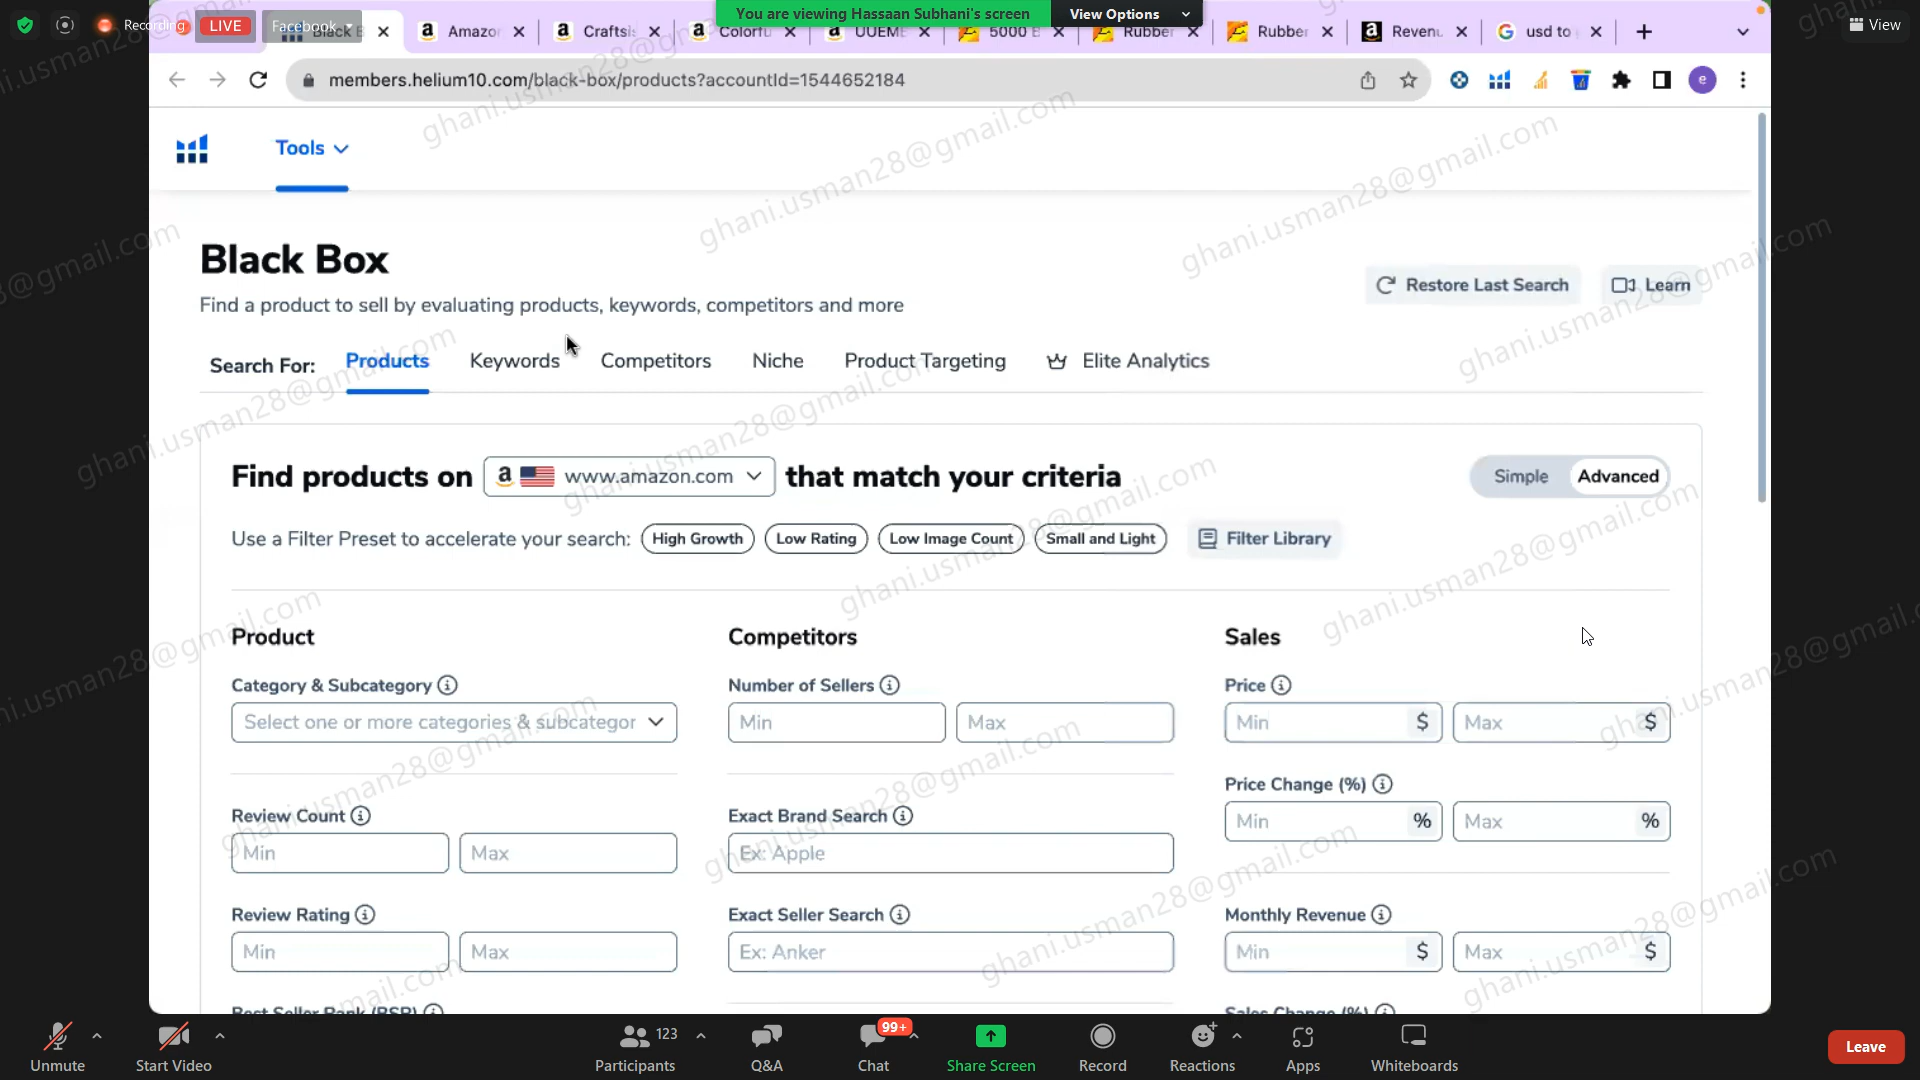 Recording
LIVE
Facebook
You are viewing Hassaan Subhani's screen
View Options
View
Black B
Amazo
Craftsi
Colorfu
UUEME
5000 E
Rubber
Rubber
Revenu
usd to
members.helium10.com/black-box/products?accountId=1544652184
e
Tools
Black Box
Find a product to sell by evaluating products, keywords, competitors and more
Restore Last Search
Learn
Search For:
Products
Keywords
Competitors
Niche
Product Targeting
Elite Analytics
Find products on
www.amazon.com
that match your criteria
Simple
Advanced
Use a Filter Preset to accelerate your search:
High Growth
Low Rating
Low Image Count
Small and Light
Filter Library
Product
Competitors
Sales
Category & Subcategory
Number of Sellers
Price
Select one or more categories & subcategor
Min
Max
Min $
Max $
Price Change (%)
Min %
Max %
Review Count
Exact Brand Search
Min
Max
Ex: Apple
Review Rating
Exact Seller Search
Monthly Revenue
Min
Max
Ex: Anker
Min $
Max $
Best Seller Rank (BSR)
Sales Change (%)
ghani.usman28@gmail.com
Unmute
Start Video
Participants
123
Q&A
Chat
99+
Share Screen
Record
Reactions
Apps
Whiteboards
Leave